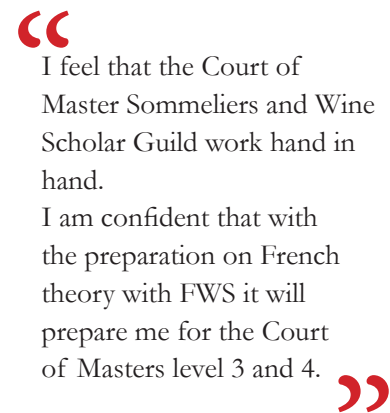 “
I feel that the Court of
Master Sommeliers and Wine
Scholar Guild work hand in
hand.
I am confident that with
the preparation on French
theory with FWS it will
prepare me for the Court
of Masters level 3 and 4.
”